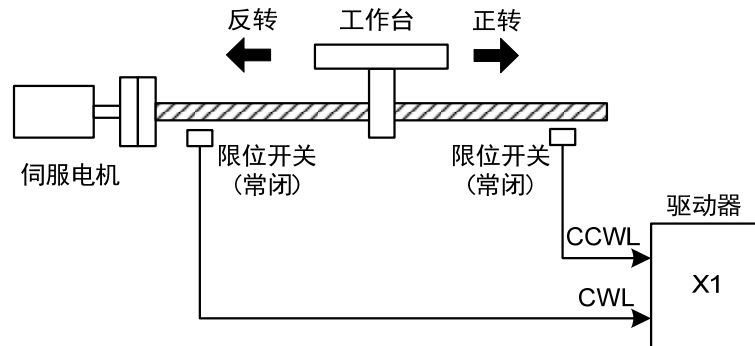 反转
工作台
正转
伺服电机
限位开关
（常闭）
限位开关
（常闭）
驱动器
CCWL
X1
CWL